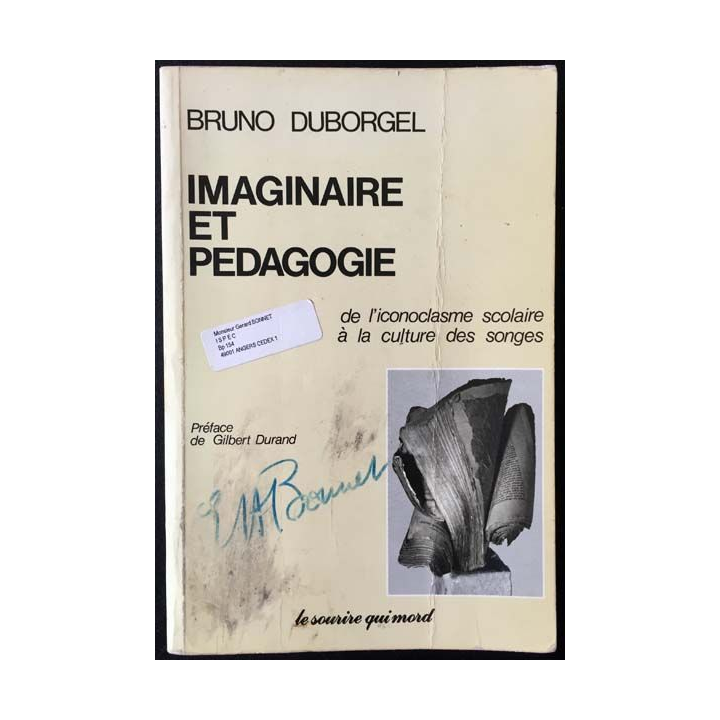 BRUNO DUBORGEL
IMAGINAIRE
ET
PEDAGOGIE
de l'iconoclasme scolaire
à la culture des songes
Monsieur Gerard BONNET
I S P E C
Bp 154
49001 ANGERS CEDEX 1
Préface
de Gilbert Durand
Bonnet
le sourire qui mord